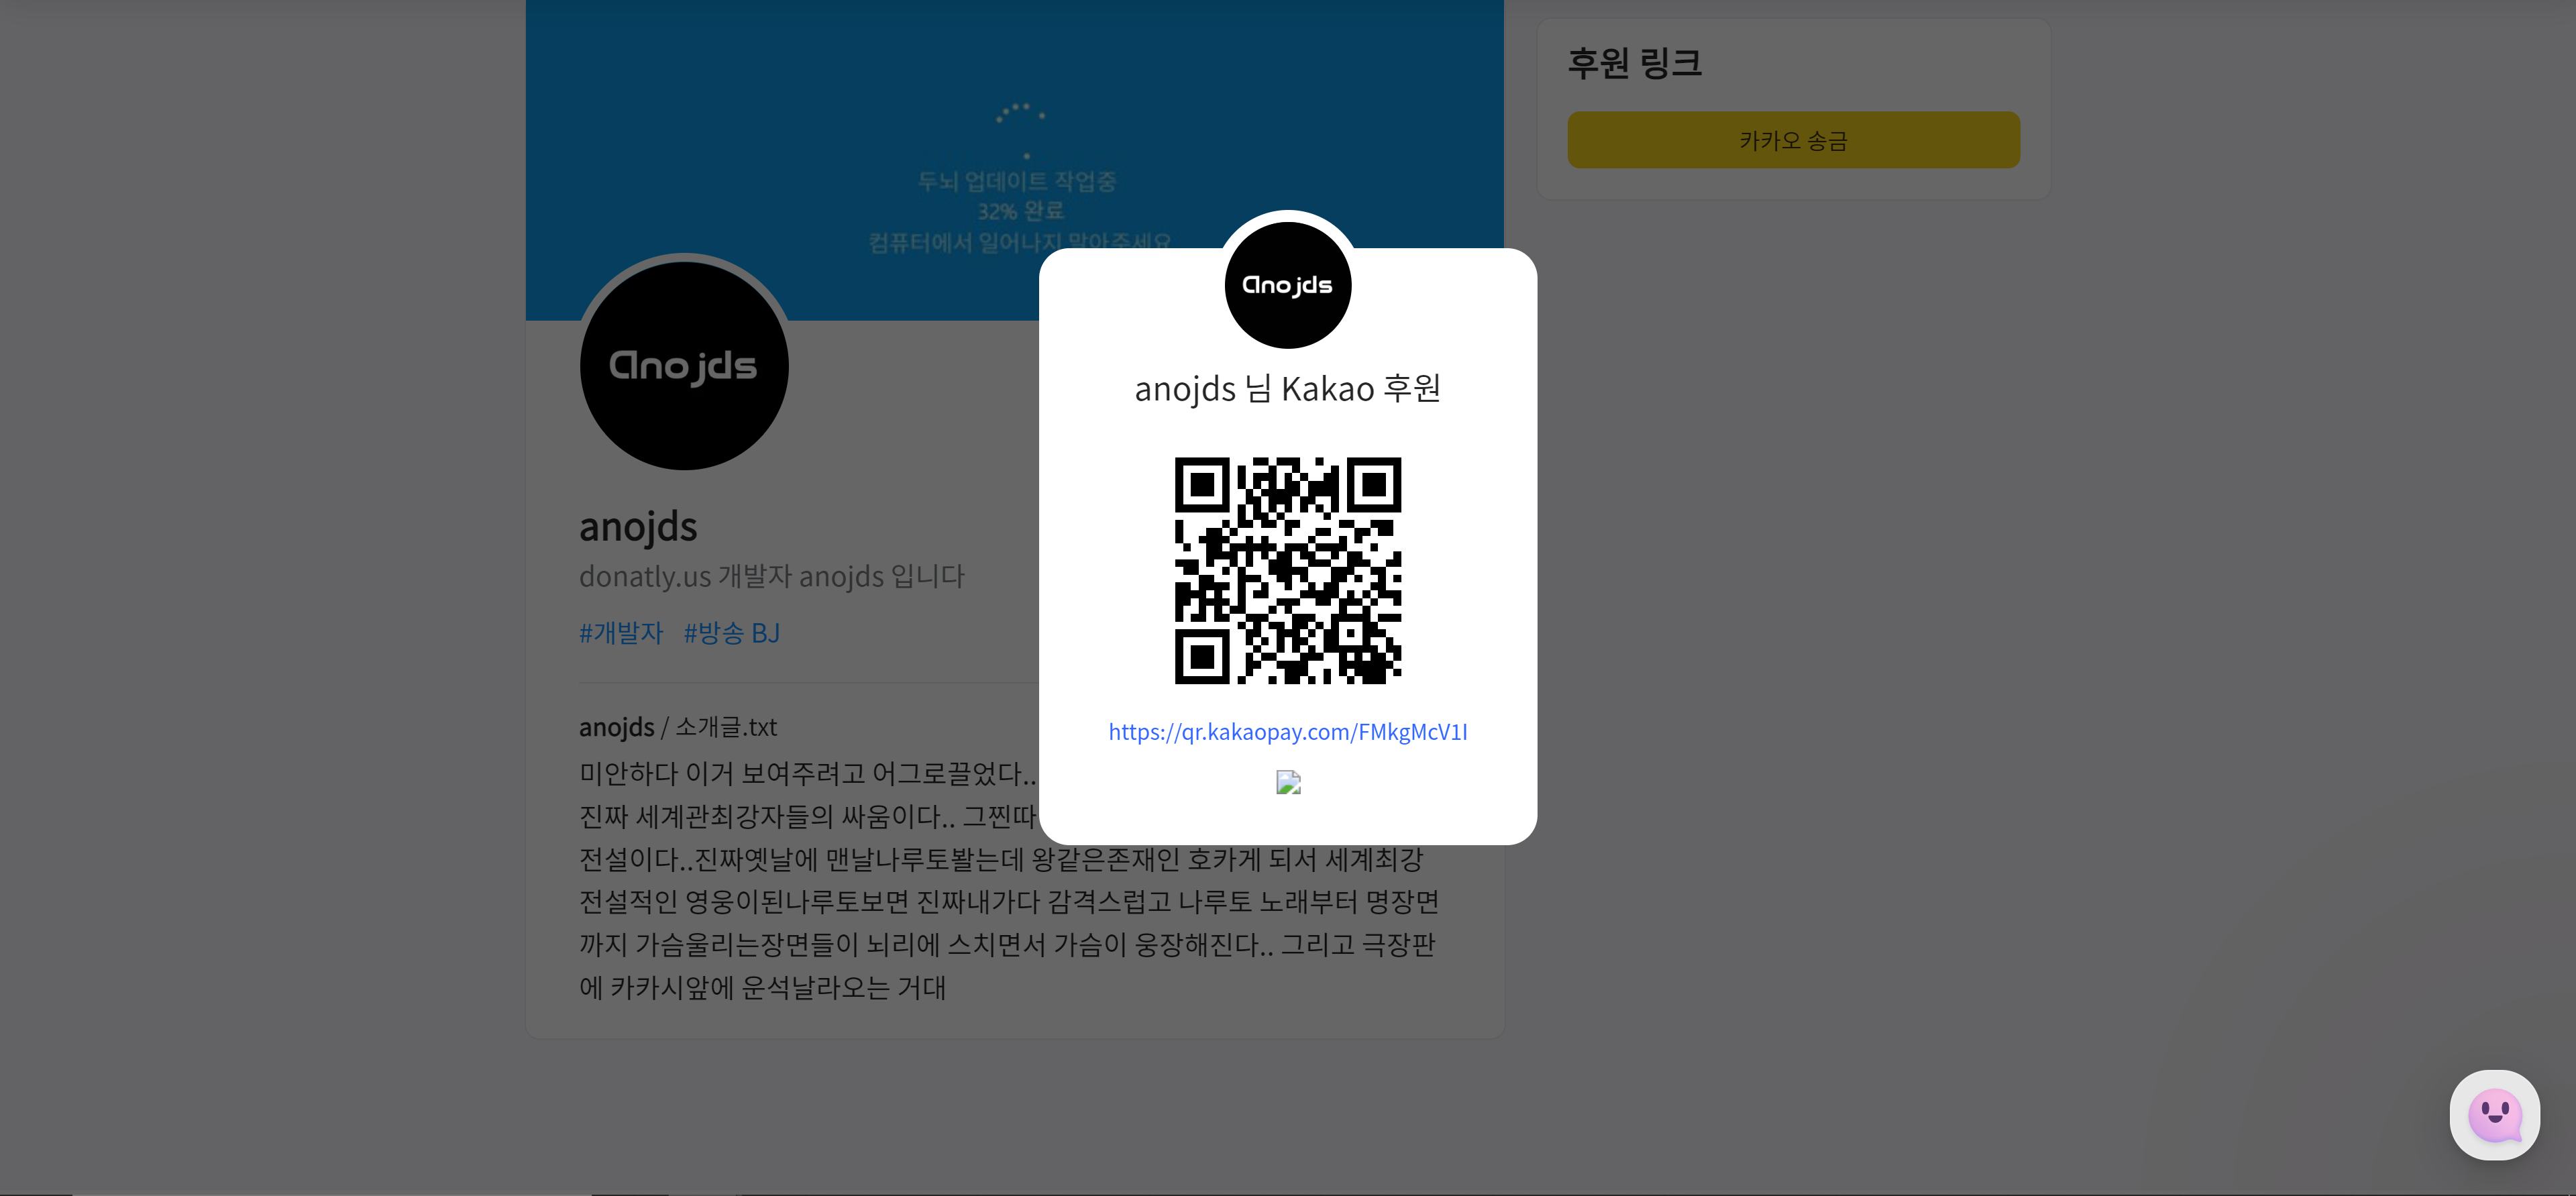 후원 링크
카카오 송금
두뇌 업데이트 작업중
32% 완료
컴퓨터에서 일어나지 말아주세요
anojds
anojds
donatly.us 개발자 anojds 입니다
#개발자 #방송 BJ
anojds / 소개글.txt
미안하다 이거 보여주려고 어그로끌었다..
진짜 세계관최강자들의 싸움이다.. 그찐따
전설이다..진짜옛날에 맨날나루토봘는데 왕같은존재인 호카게 되서 세계최강
전설적인 영웅이된나루토보면 진짜내가다 감격스럽고 나루토 노래부터 명장면
까지 가슴울리는장면들이 뇌리에 스치면서 가슴이 웅장해진다.. 그리고 극장판
에 카카시앞에 운석날라오는 거대
anojds
anojds 님 Kakao 후원
https://qr.kakaopay.com/FMkgMcV1I